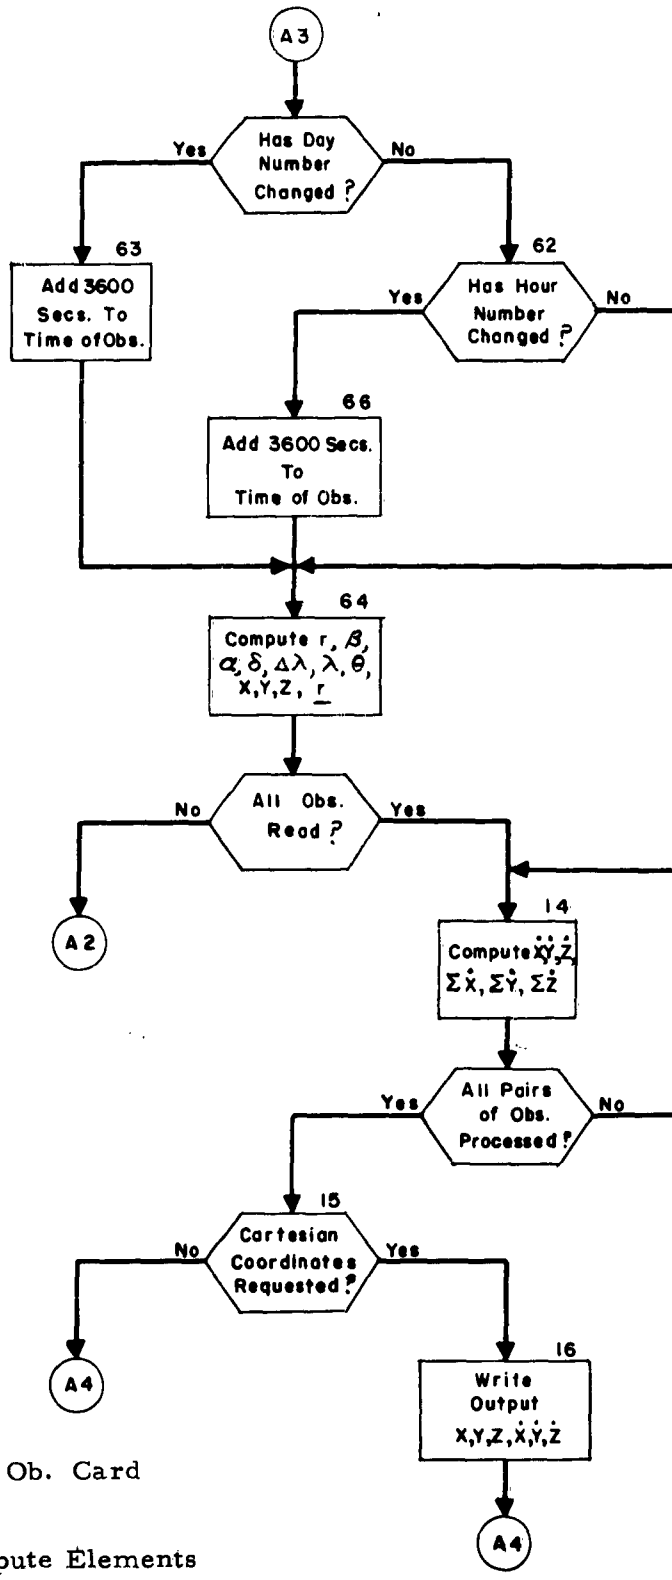 A3
Has Day
Number
Changed?
Yes
No
63
Add 3600
Secs. To
Time of Obs.
62
Has Hour
Number
Changed?
Yes
No
66
Add 3600 Secs.
To
Time of Obs.
64
Compute r, β,
α, δ, Δλ, λ, θ,
X,Y,Z, r
All Obs.
Read?
No
Yes
A2
14
Compute Ẋ,Ẏ,Ż,
ΣẊ, ΣẎ, ΣŻ
All Pairs
of Obs.
Processed?
Yes
No
15
Cartesian
Coordinates
Requested?
No
Yes
A4
16
Write
Output
X,Y,Z,Ẋ,Ẏ,Ż
Ob. Card
A4
Elements